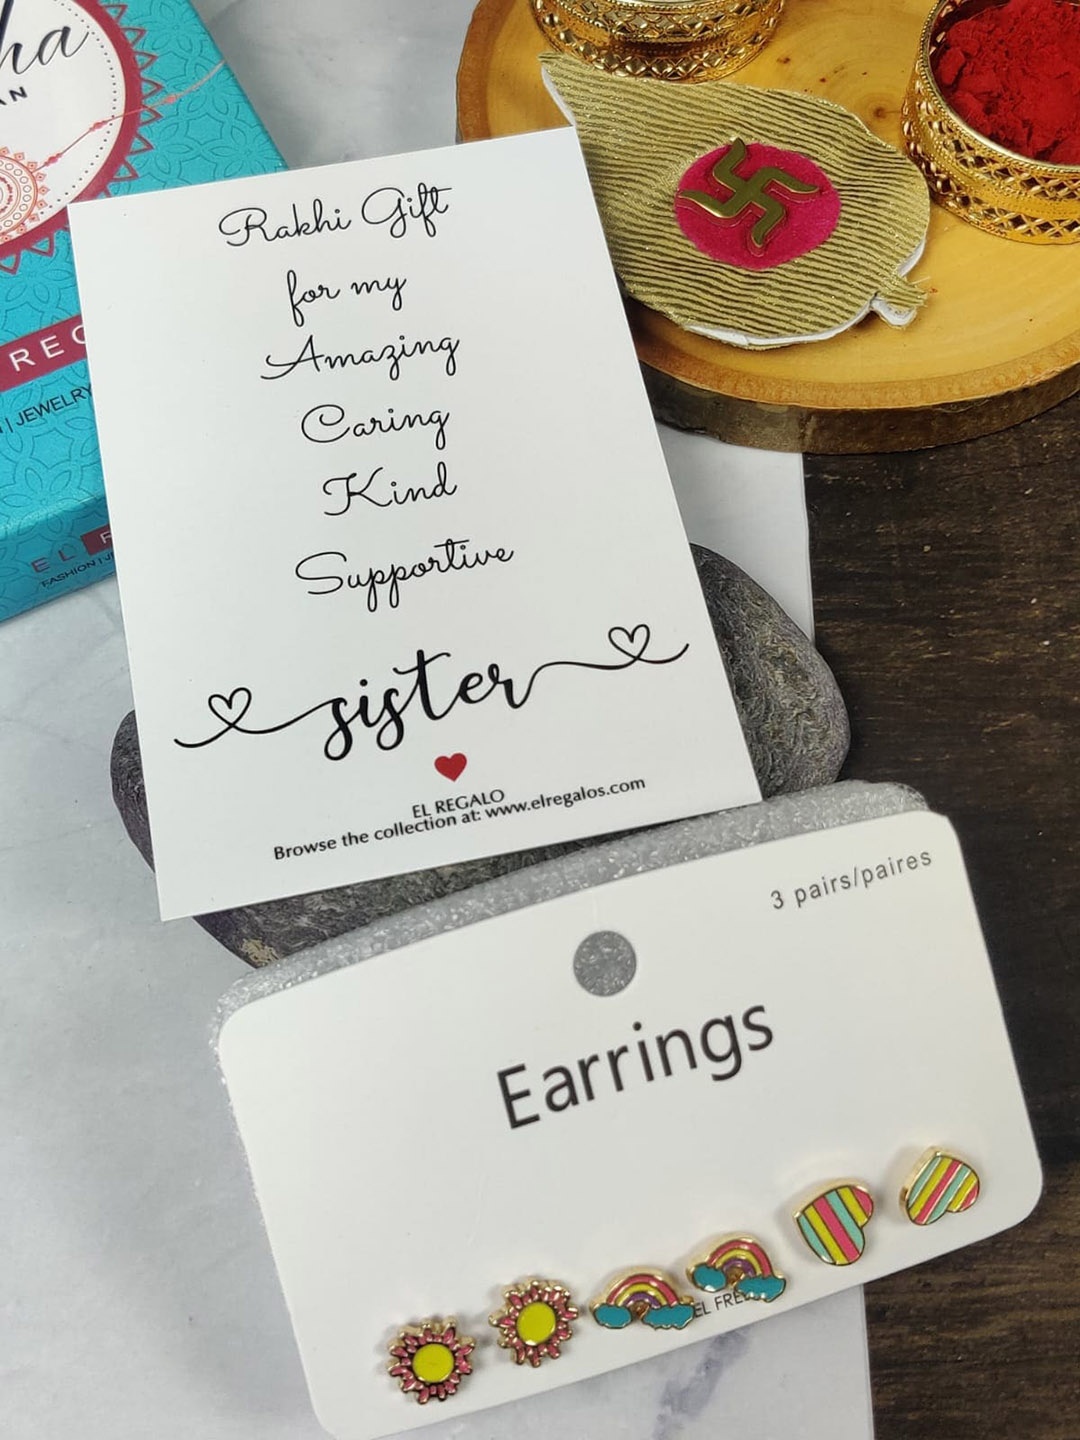 ha
AN
REG
| JEWELRY
EL
FASHION |
Rakhi Gift
for my
Amazing
Caring
Kind
Supportive
sister
EL REGALO
Browse the collection at: www.elregalos.com
3 pairs/paires
Earrings
EL FRE